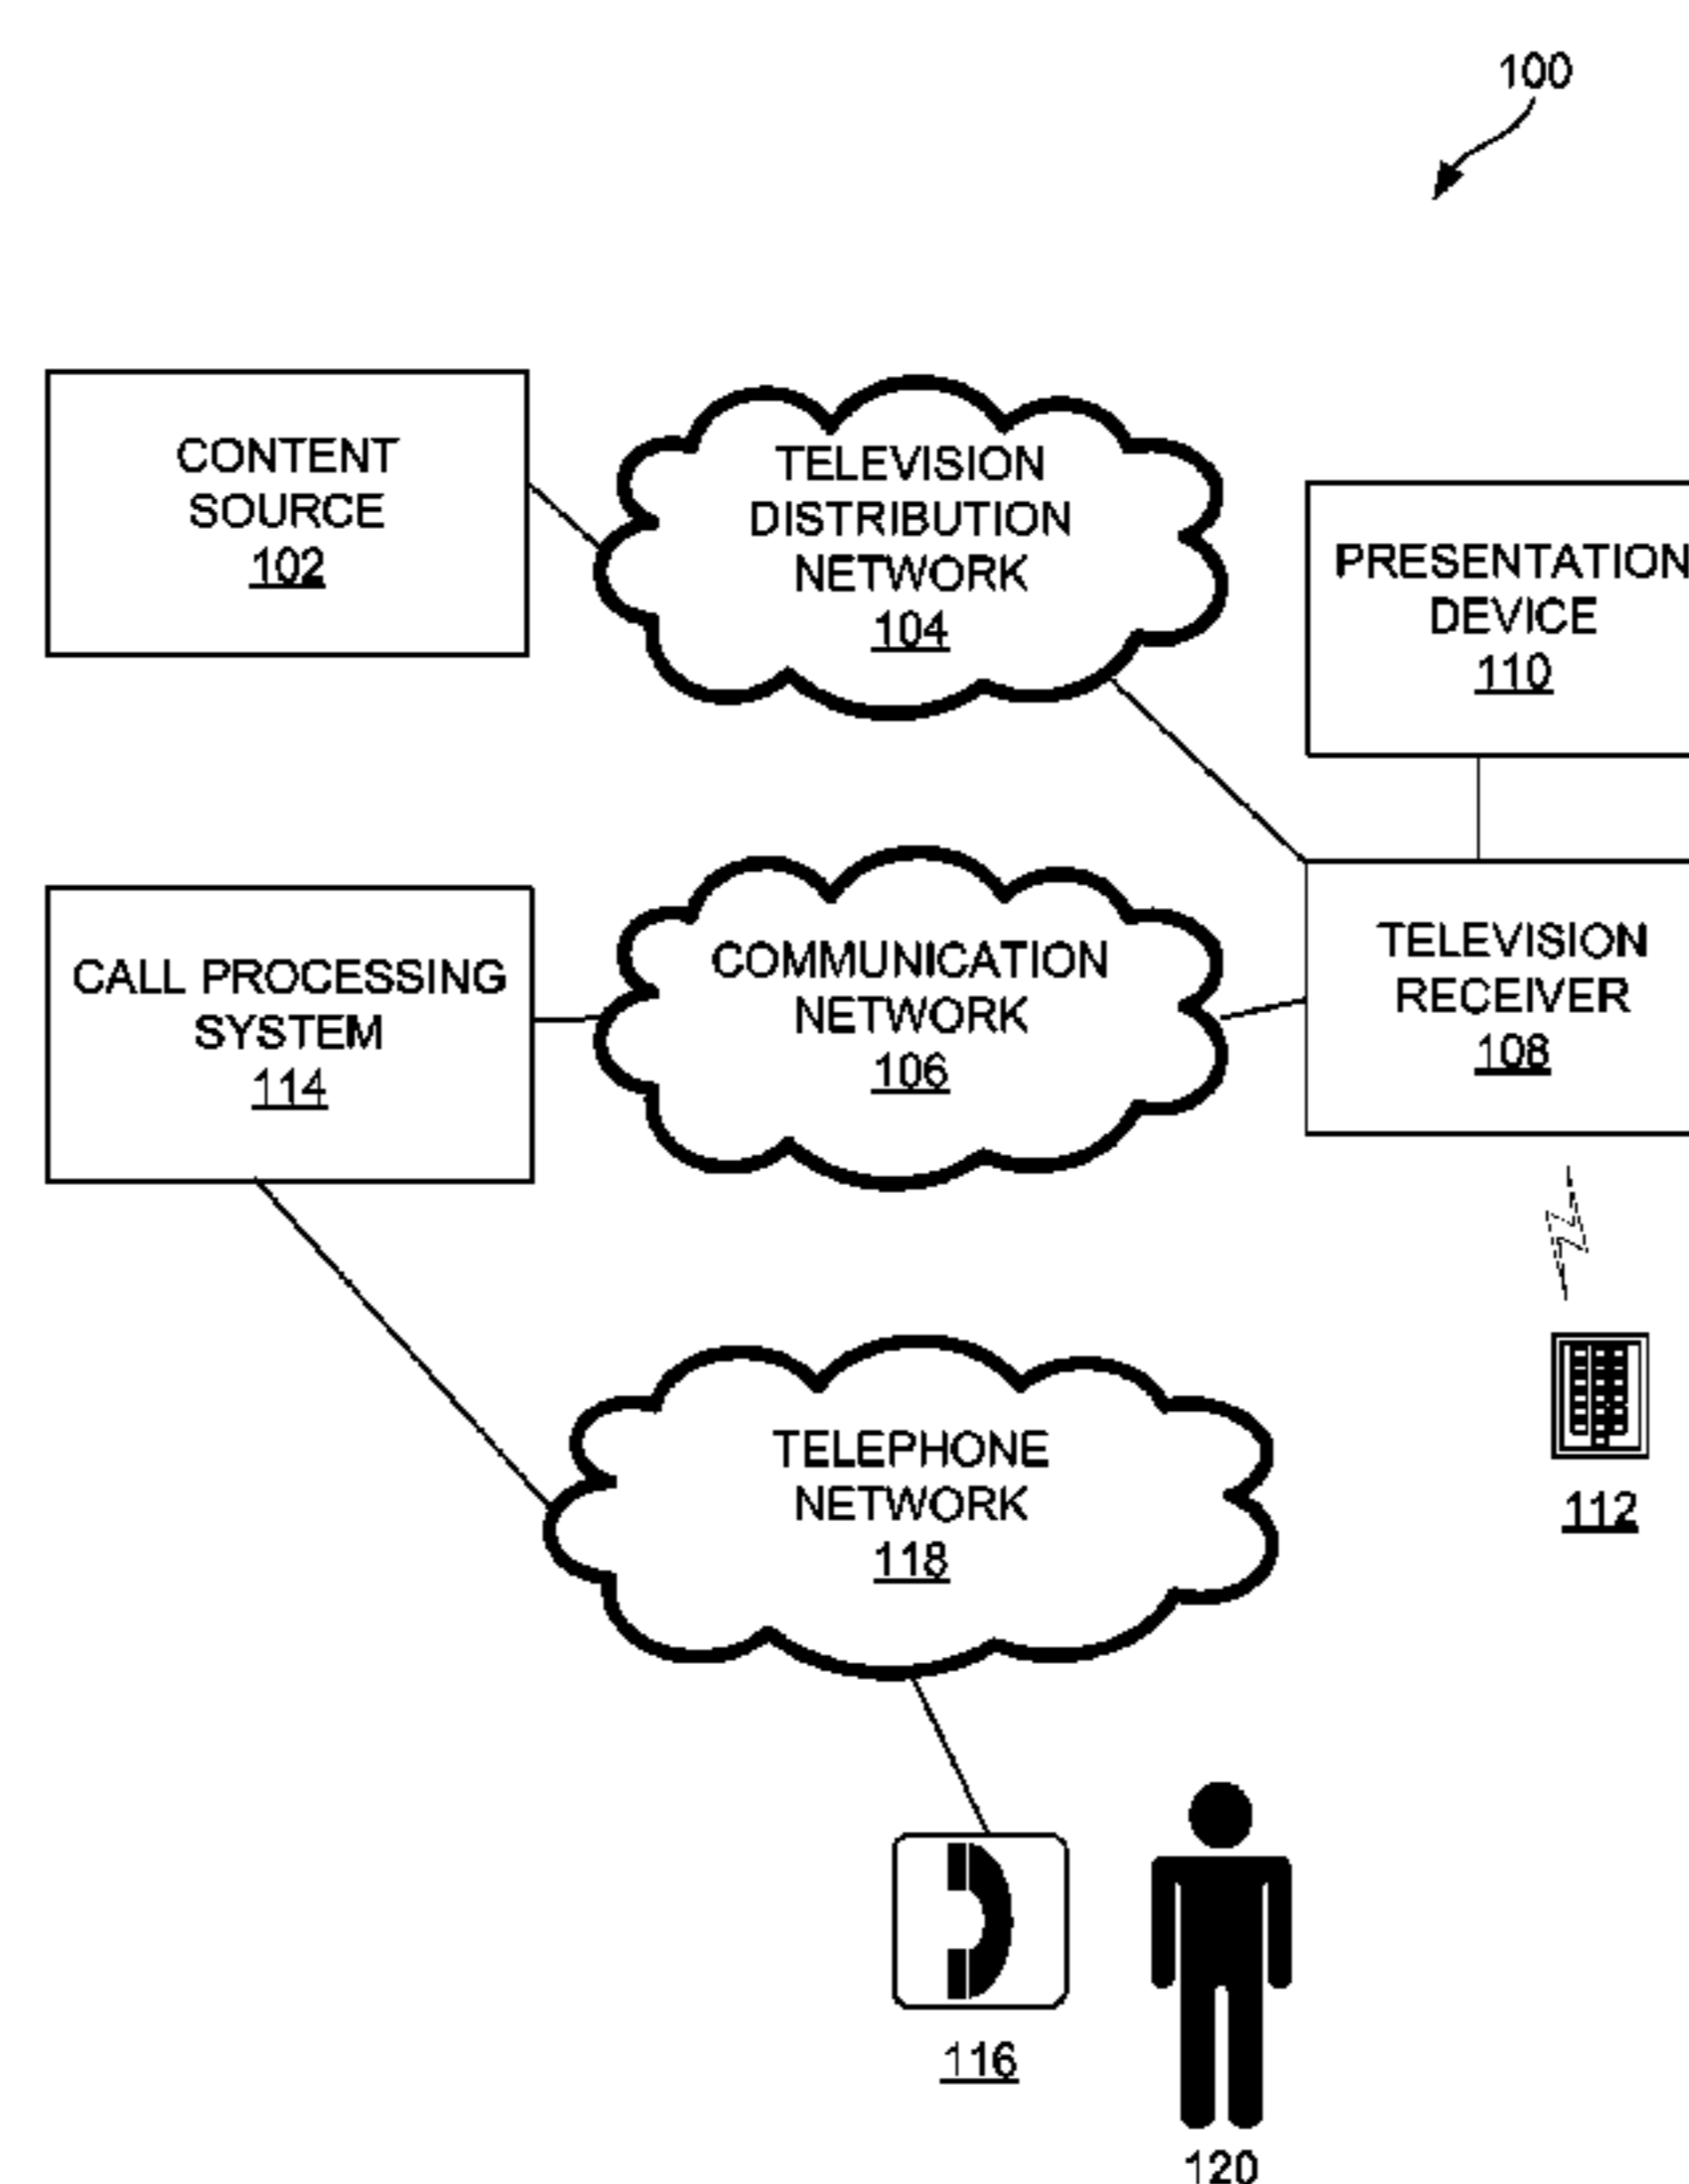 100
CONTENT
SOURCE
102
TELEVISION
DISTRIBUTION
NETWORK
104
PRESENTATION
DEVICE
110
CALL PROCESSING
SYSTEM
114
COMMUNICATION
NETWORK
106
TELEVISION
RECEIVER
108
TELEPHONE
NETWORK
118
112
116
120